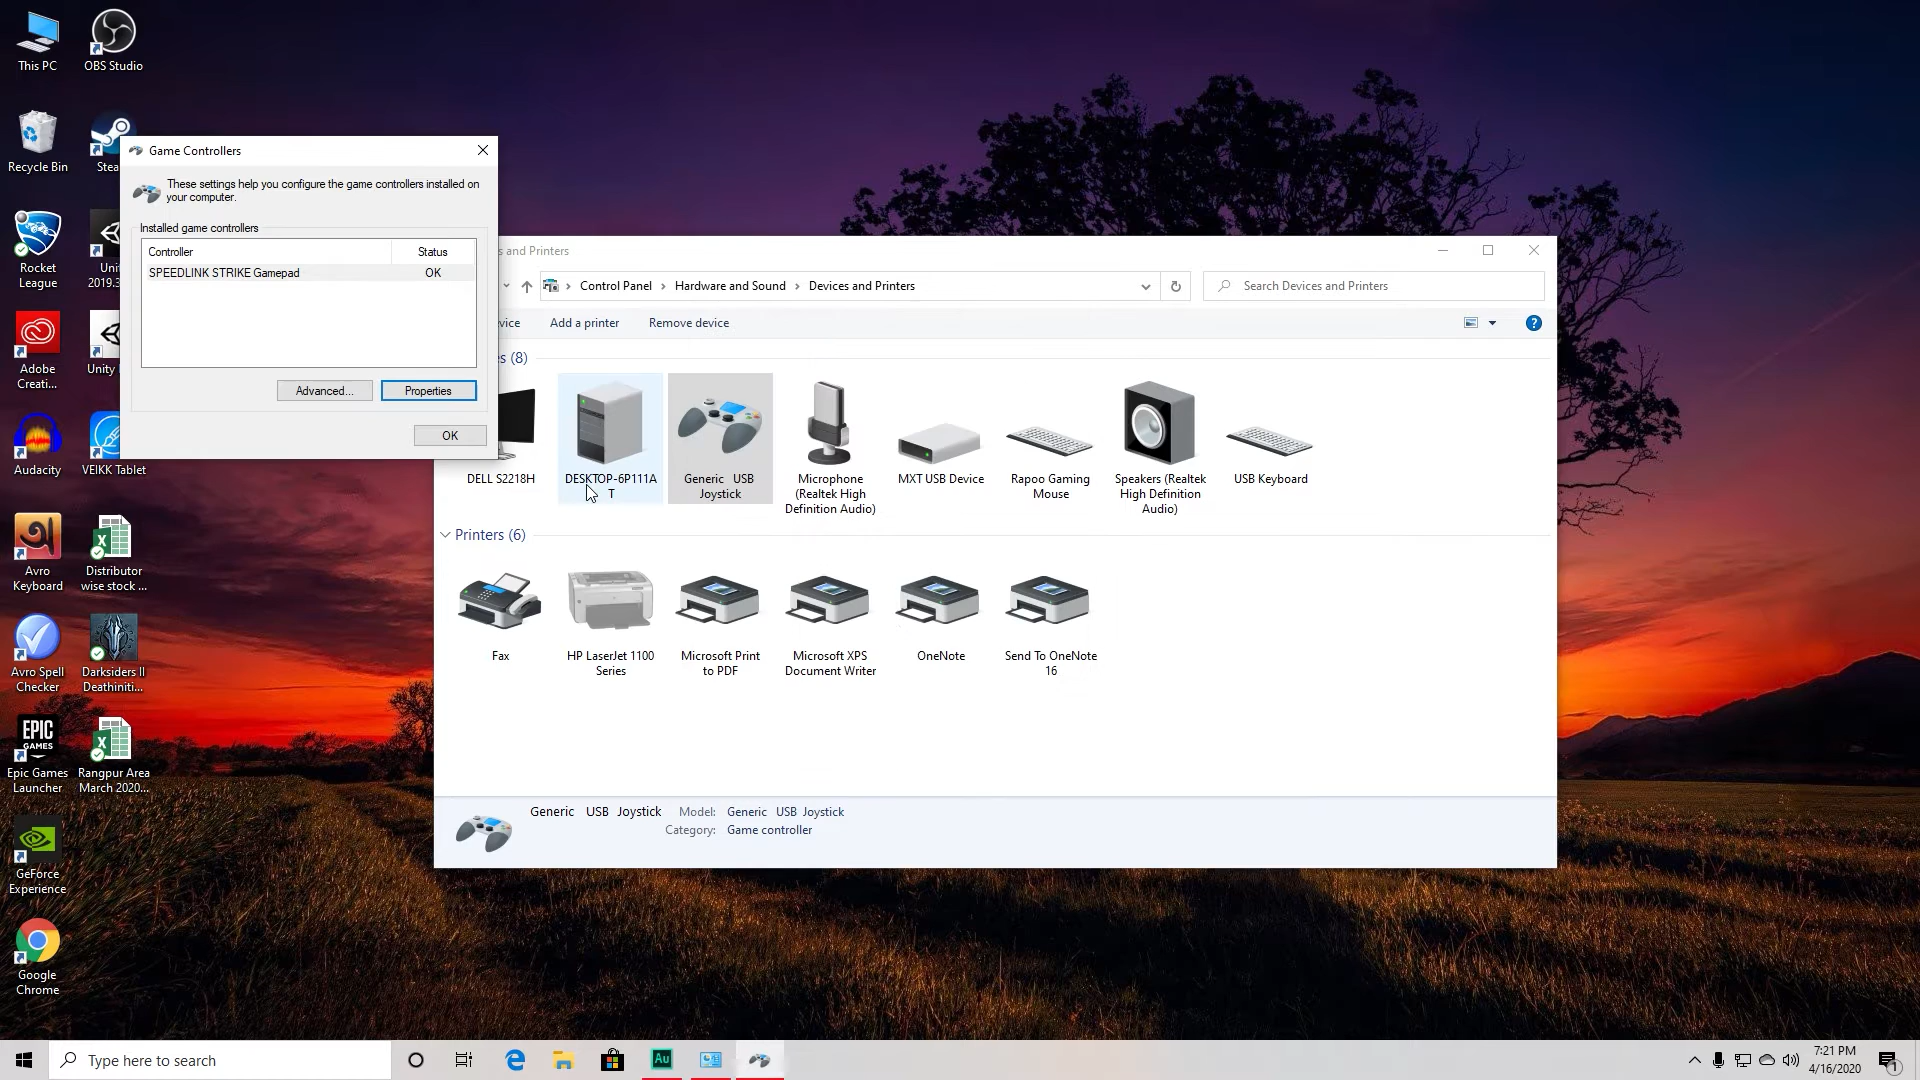 This PC
OBS Studio
Recycle Bin
Stea
Rocket
League
Unit
2019.3
Adobe
Creati...
Unity
Audacity
VEIKK Tablet
Avro
Keyboard
Distributor
wise stock ...
Avro Spell
Checker
Darksiders II
Deathiniti...
EPIC
GAMES
Epic Games
Launcher
Rangpur Area
March 2020...
GeForce
Experience
Google
Chrome
Game Controllers
These settings help you configure the game controllers installed on
your computer.
Installed game controllers
Controller Status
SPEEDLINK STRIKE Gamepad OK
Advanced... Properties
OK
s and Printers
Control Panel Hardware and Sound Devices and Printers
Search Devices and Printers
vice Add a printer Remove device
?
es (8)
DELL S2218H
DESKTOP-6P111A
T
Generic USB
Joystick
Microphone
(Realtek High
Definition Audio)
MXT USB Device
Rapoo Gaming
Mouse
Speakers (Realtek
High Definition
Audio)
USB Keyboard
Printers (6)
Fax
HP LaserJet 1100
Series
Microsoft Print
to PDF
Microsoft XPS
Document Writer
OneNote
Send To OneNote
16
Generic USB Joystick Model: Generic USB Joystick
Category: Game controller
Type here to search
Au
7:21 PM
4/16/2020
1